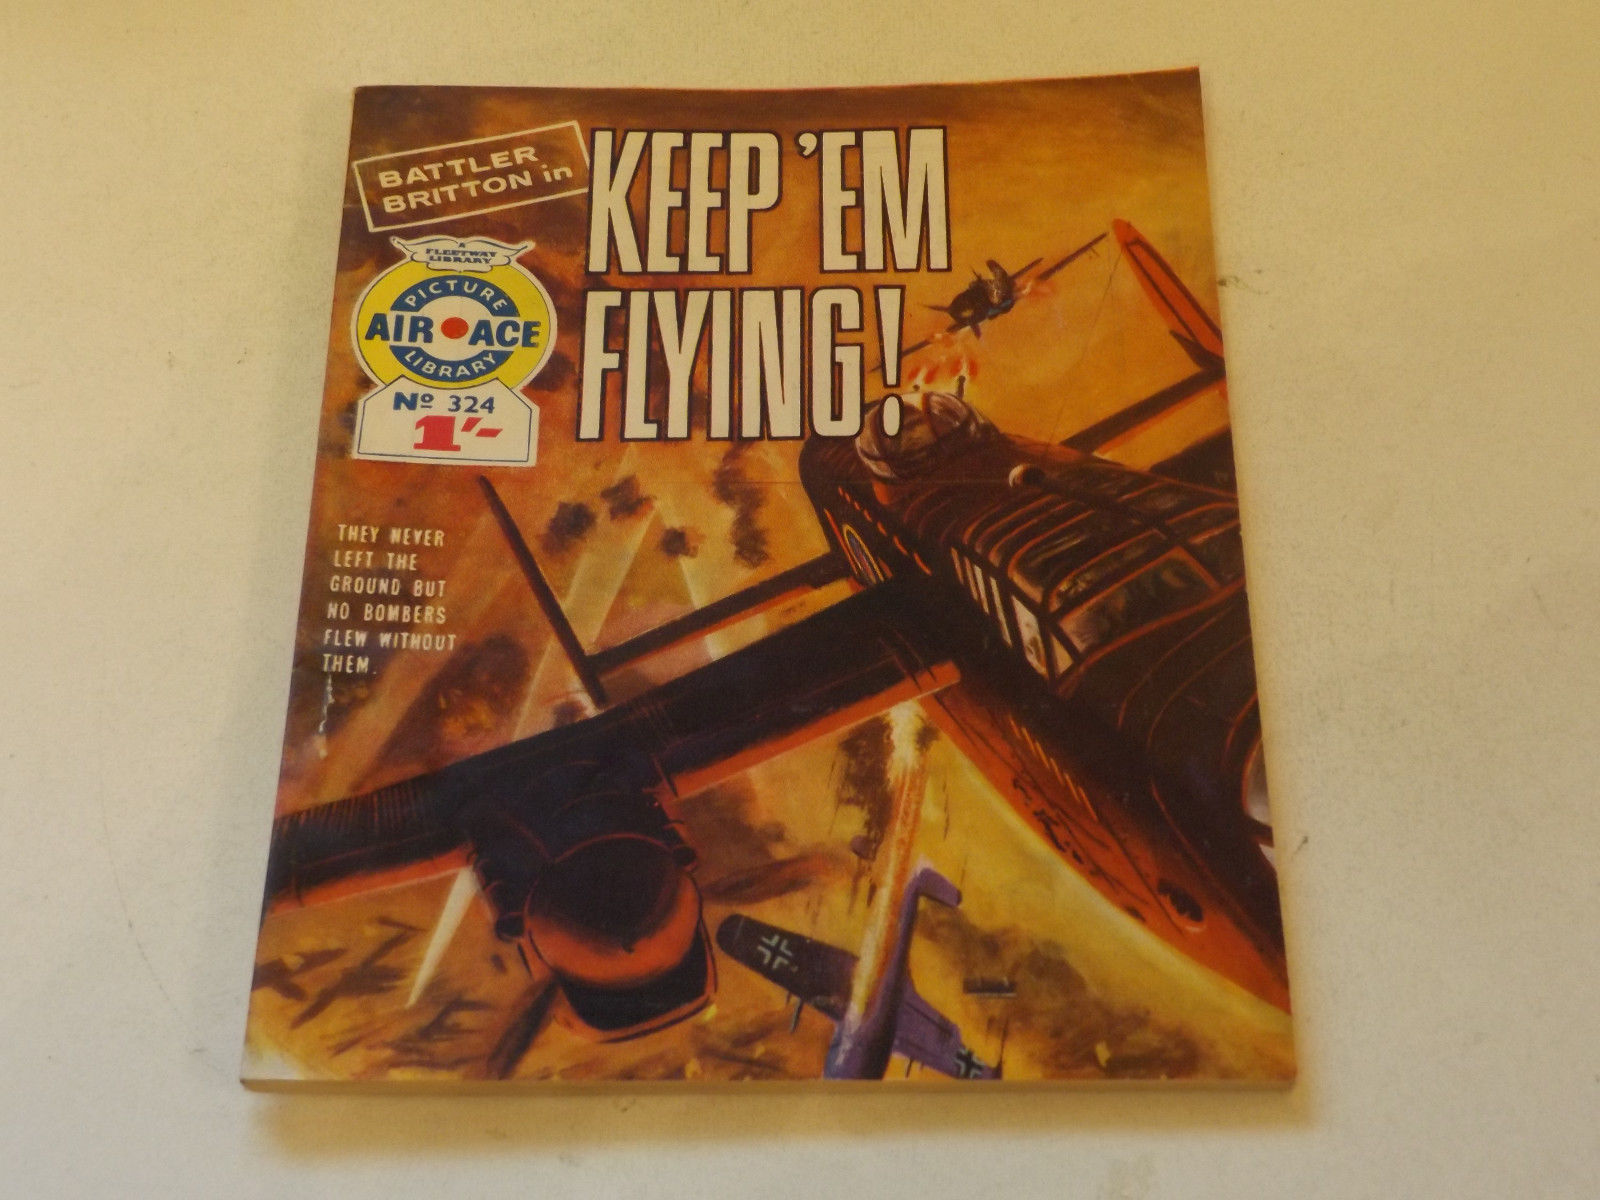 BATTLER
BRITTON in
KEEP 'EM
FLYING!
A
FLEETWAY
LIBRARY
PICTURE
AIR ACE
LIBRARY
Nº 324
1'-
THEY NEVER
LEFT THE
GROUND BUT
NO BOMBERS
FLEW WITHOUT
THEM.